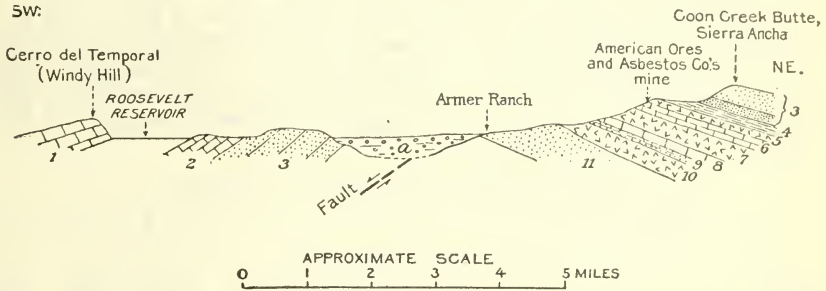 SW:
Coon Creek Butte,
Sierra Ancha
Cerro del Temporal
(Windy Hill)
American Ores
and Asbestos Co's
mine
NE.
ROOSEVELT
RESERVOIR
Armer Ranch
1
2
3
a
11
3
4
5
6
7
8
9
10
Fault
APPROXIMATE SCALE
0 1 2 3 4 5 MILES